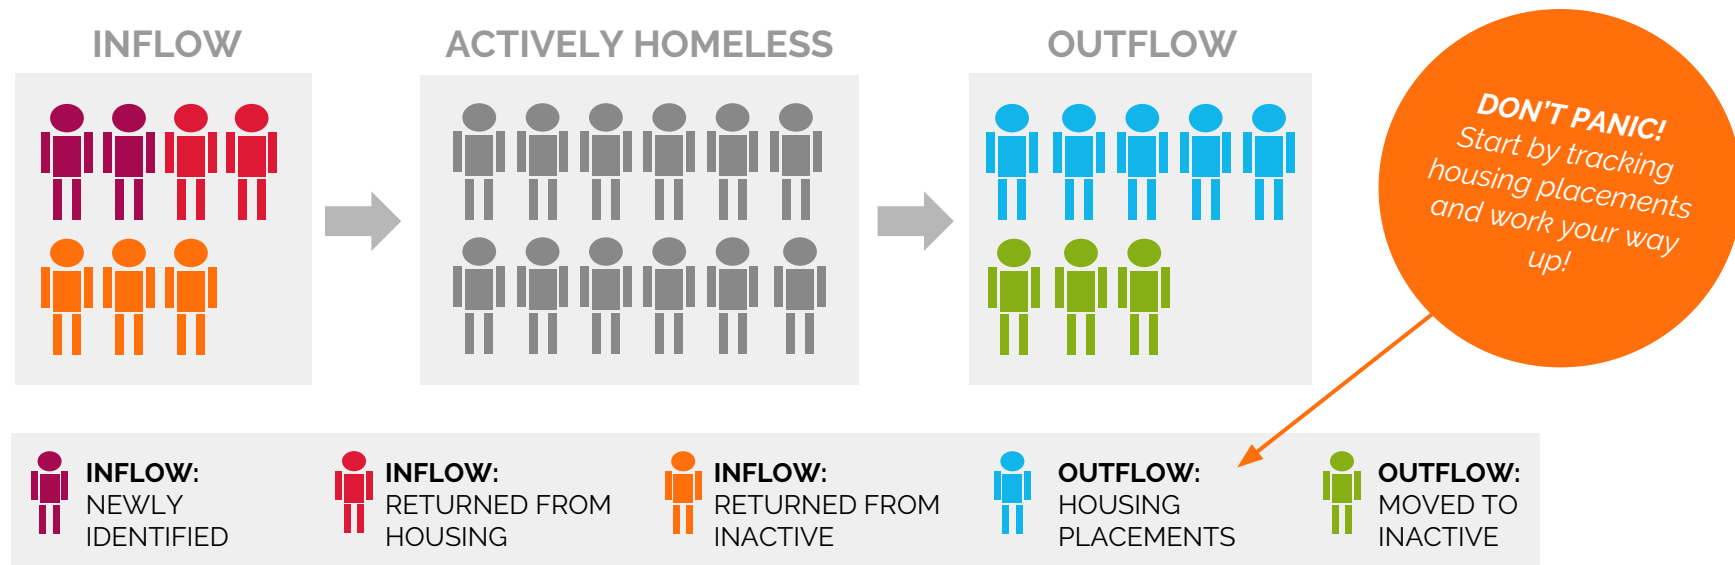 INFLOW
ACTIVELY HOMELESS
OUTFLOW
DON'T PANIC!
Start by tracking
housing placements
and work your way
up!
INFLOW:
NEWLY
IDENTIFIED
INFLOW:
RETURNED FROM
HOUSING
INFLOW:
RETURNED FROM
INACTIVE
OUTFLOW:
HOUSING
PLACEMENTS
OUTFLOW:
MOVED TO
INACTIVE